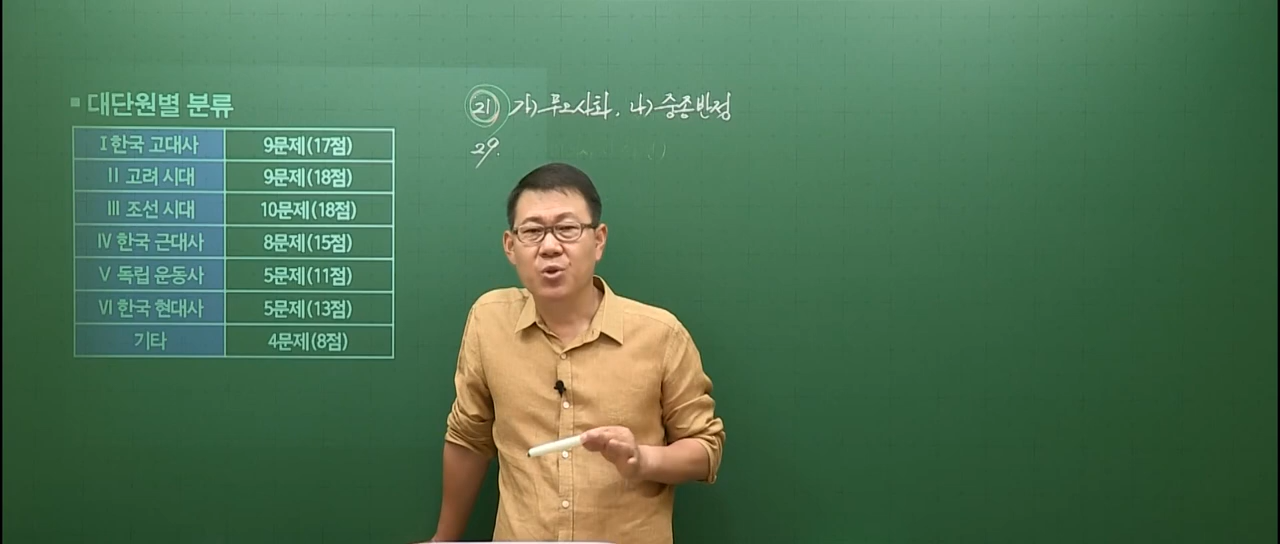 ■ 대단원별 분류
Ⅰ 한국 고대사 9문제(17점)
Ⅱ 고려 시대 9문제(18점)
Ⅲ 조선 시대 10문제(18점)
Ⅳ 한국 근대사 8문제(15점)
Ⅴ 독립 운동사 5문제(11점)
Ⅵ 한국 현대사 5문제(13점)
기타 4문제(8점)
21 가) 무오사화, 나) 중종반정
29.